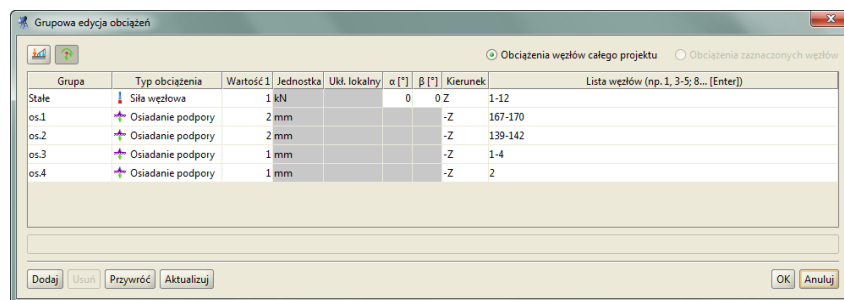 Grupowa edycja obciążeń
Obciążenia węzłów całego projektu Obciążenia zaznaczonych węzłów
Grupa Typ obciążenia Wartość 1 Jednostka Ukł. lokalny α [°] β [°] Kierunek Lista węzłów (np. 1, 3-5; 8... [Enter])
Stałe Siła węzłowa 1 kN 0 0 Z 1-12
os.1 Osiadanie podpory 2 mm -Z 167-170
os.2 Osiadanie podpory 2 mm -Z 139-142
os.3 Osiadanie podpory 1 mm -Z 1-4
os.4 Osiadanie podpory 1 mm -Z 2
Dodaj Usuń Przywróć Aktualizuj OK Anuluj